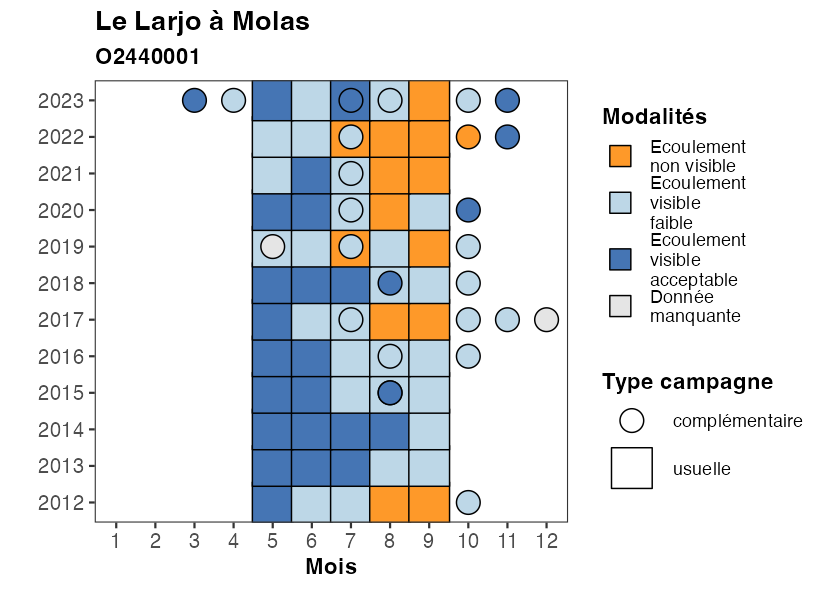 Le Larjo à Molas
O2440001
2023
2022
2021
2020
2019
2018
2017
2016
2015
2014
2013
2012
1 2 3 4 5 6 7 8 9 10 11 12
Mois
Modalités
Ecoulement
non visible
Ecoulement
visible
faible
Ecoulement
visible
acceptable
Donnée
manquante
Type campagne
complémentaire
usuelle